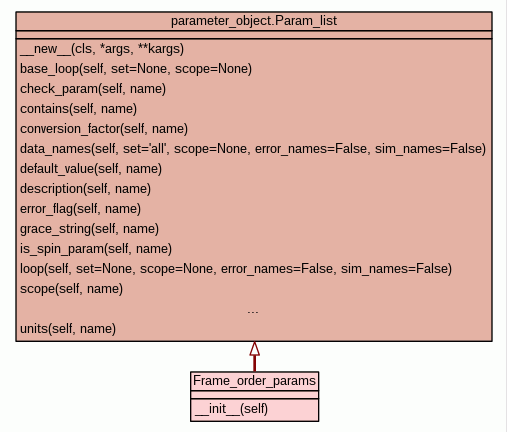 parameter_object.Param_list
__new__(cls, *args, **kargs)
base_loop(self, set=None, scope=None)
check_param(self, name)
contains(self, name)
conversion_factor(self, name)
data_names(self, set='all', scope=None, error_names=False, sim_names=False)
default_value(self, name)
description(self, name)
error_flag(self, name)
grace_string(self, name)
is_spin_param(self, name)
loop(self, set=None, scope=None, error_names=False, sim_names=False)
scope(self, name)
...
units(self, name)
Frame_order_params
__init__(self)